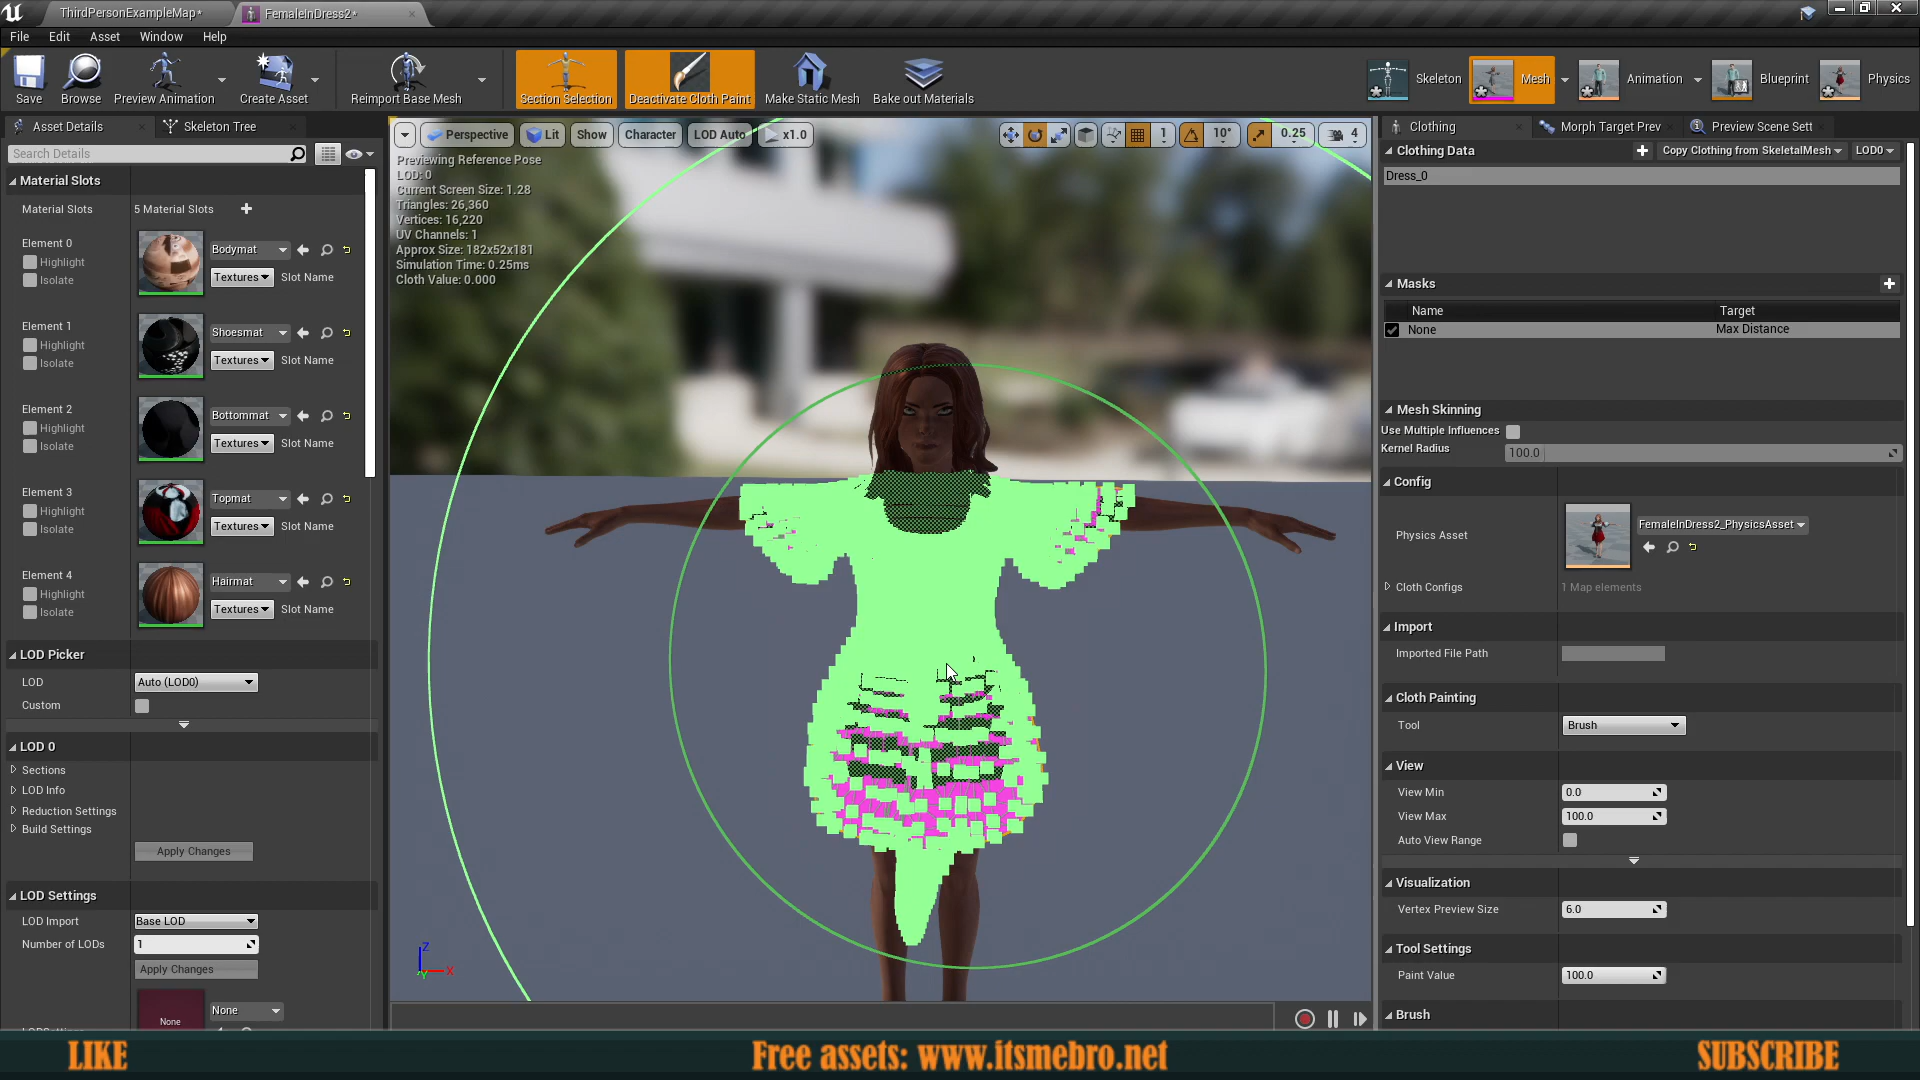 ThirdPersonExampleMap*
FemaleInDress2*
File Edit Asset Window Help
Save Browse Preview Animation Create Asset Reimport Base Mesh Section Selection Deactivate Cloth Paint Make Static Mesh Bake out Materials Skeleton Mesh Animation Blueprint Physics
Asset Details
Skeleton Tree
Search Details
Material Slots
Material Slots 5 Material Slots
Element 0
Highlight
Isolate
Bodymat
Textures Slot Name
Element 1
Highlight
Isolate
Shoesmat
Textures Slot Name
Element 2
Highlight
Isolate
Bottommat
Textures Slot Name
Element 3
Highlight
Isolate
Topmat
Textures Slot Name
Element 4
Highlight
Isolate
Hairmat
Textures Slot Name
LOD Picker
LOD Auto (LOD0)
Custom
LOD 0
Sections
LOD Info
Reduction Settings
Build Settings
Apply Changes
LOD Settings
LOD Import Base LOD
Number of LODs 1
Apply Changes
None
None
Perspective Lit Show Character LOD Auto x1.0 1 10° 0.25 4
Previewing Reference Pose
LOD: 0
Current Screen Size: 1.28
Triangles: 26,360
Vertices: 16,220
UV Channels: 1
Approx Size: 182x52x181
Simulation Time: 0.25ms
Cloth Value: 0.000
Z
Y X
Clothing
Morph Target Prev
Preview Scene Sett
Clothing Data Copy Clothing from SkeletalMesh LOD0
Dress_0
Masks
Name Target
None Max Distance
Mesh Skinning
Use Multiple Influences
Kernel Radius 100.0
Config
Physics Asset FemaleInDress2_PhysicsAsset
Cloth Configs 1 Map elements
Import
Imported File Path
Cloth Painting
Tool Brush
View
View Min 0.0
View Max 100.0
Auto View Range
Visualization
Vertex Preview Size 6.0
Tool Settings
Paint Value 100.0
Brush
LIKE Free assets: www.itsmebro.net SUBSCRIBE